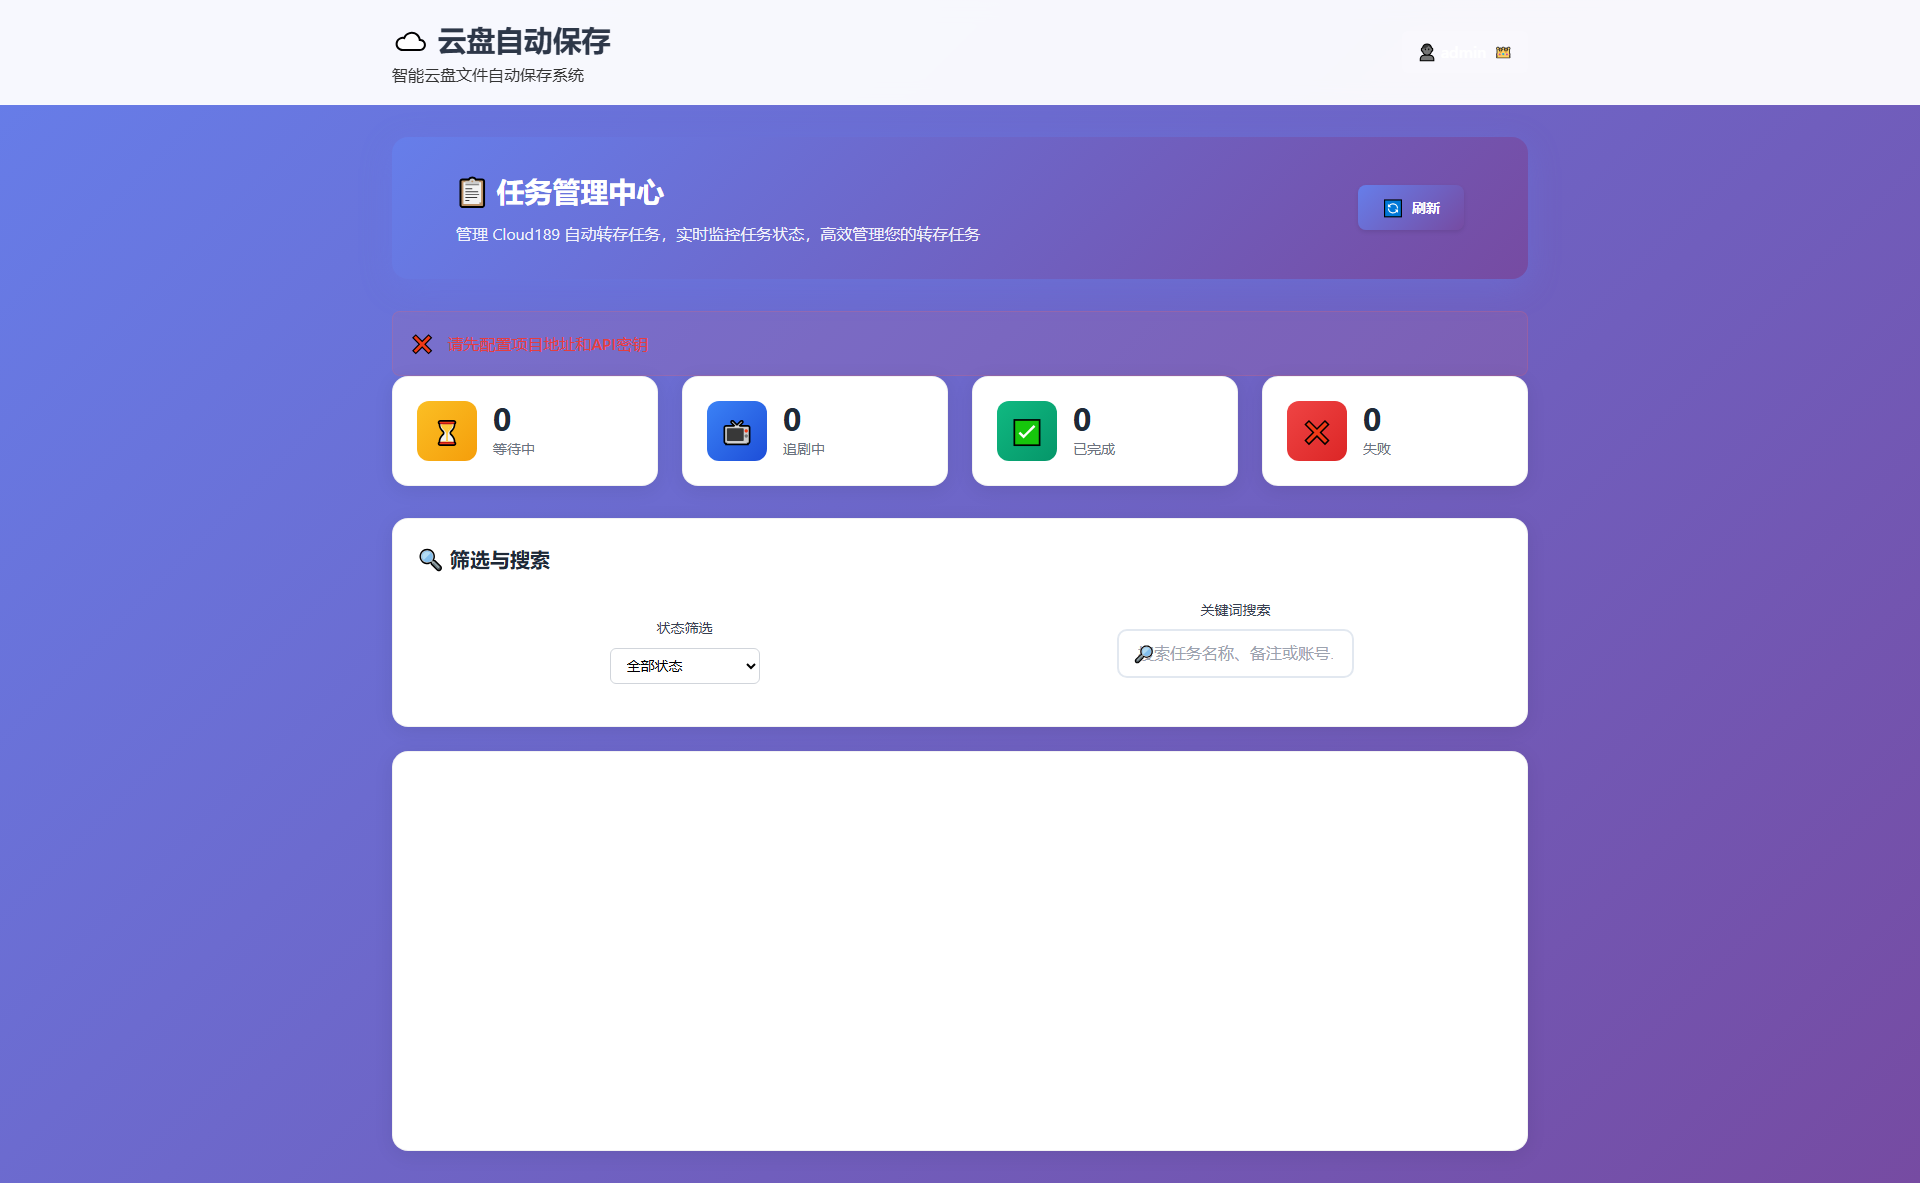 云盘自动保存
智能云盘文件自动保存系统
admin
任务管理中心
管理 Cloud189 自动转存任务，实时监控任务状态，高效管理您的转存任务
刷新
请先配置项目地址和API密钥
0
等待中
0
追剧中
0
已完成
0
失败
筛选与搜索
状态筛选
全部状态
关键词搜索
索任务名称、备注或账号.